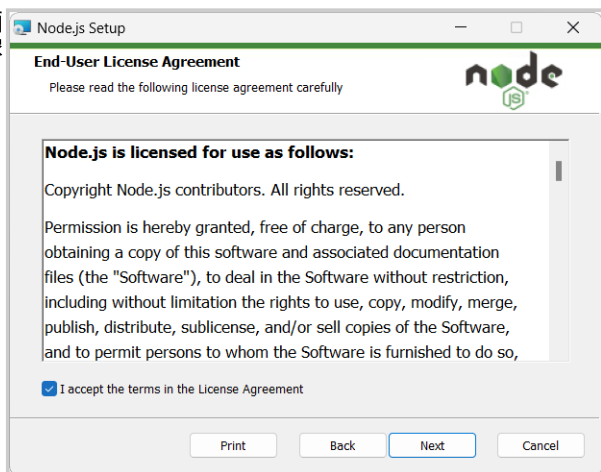 Node.js Setup
End-User License Agreement
Please read the following license agreement carefully
node
JS
Node.js is licensed for use as follows:
Copyright Node.js contributors. All rights reserved.
Permission is hereby granted, free of charge, to any person
obtaining a copy of this software and associated documentation
files (the "Software"), to deal in the Software without restriction,
including without limitation the rights to use, copy, modify, merge,
publish, distribute, sublicense, and/or sell copies of the Software,
and to permit persons to whom the Software is furnished to do so,
I accept the terms in the License Agreement
Print Back Next Cancel